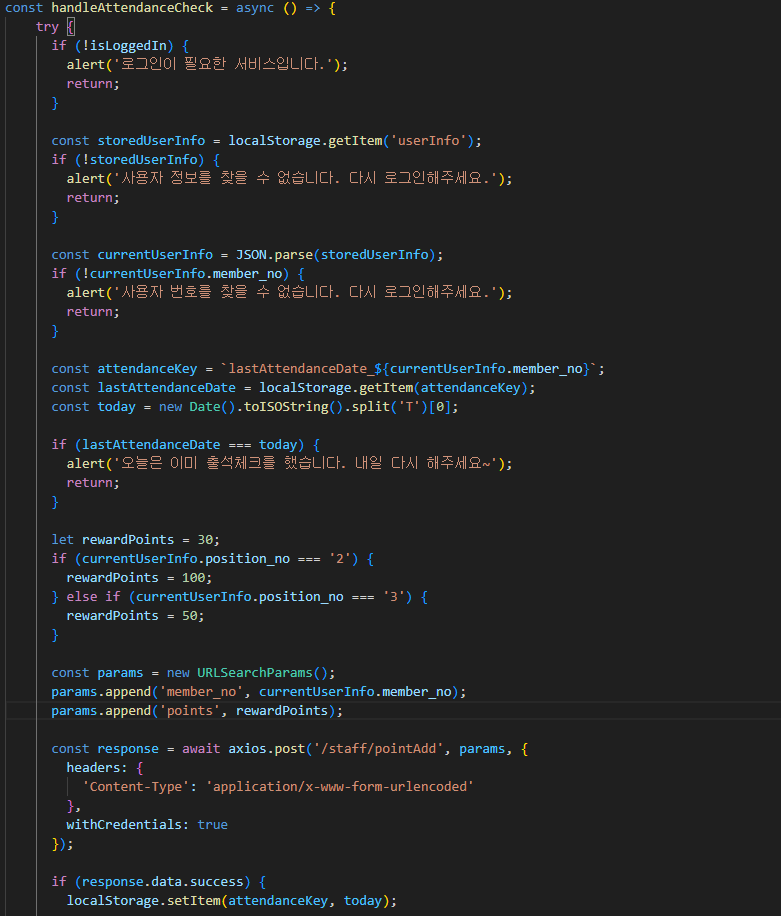 const handleAttendanceCheck = async () => {
try {
if (!isLoggedIn) {
alert('로그인이 필요한 서비스입니다.');
return;
}
const storedUserInfo = localStorage.getItem('userInfo');
if (!storedUserInfo) {
alert('사용자 정보를 찾을 수 없습니다. 다시 로그인해주세요.');
return;
}
const currentUserInfo = JSON.parse(storedUserInfo);
if (!currentUserInfo.member_no) {
alert('사용자 번호를 찾을 수 없습니다. 다시 로그인해주세요.');
return;
}
const attendanceKey = `lastAttendanceDate_${currentUserInfo.member_no}`;
const lastAttendanceDate = localStorage.getItem(attendanceKey);
const today = new Date().toISOString().split('T')[0];
if (lastAttendanceDate === today) {
alert('오늘은 이미 출석체크를 했습니다. 내일 다시 해주세요~');
return;
}
let rewardPoints = 30;
if (currentUserInfo.position_no === '2') {
rewardPoints = 100;
} else if (currentUserInfo.position_no === '3') {
rewardPoints = 50;
}
const params = new URLSearchParams();
params.append('member_no', currentUserInfo.member_no);
params.append('points', rewardPoints);
const response = await axios.post('/staff/pointAdd', params, {
headers: {
'Content-Type': 'application/x-www-form-urlencoded'
},
withCredentials: true
});
if (response.data.success) {
localStorage.setItem(attendanceKey, today);